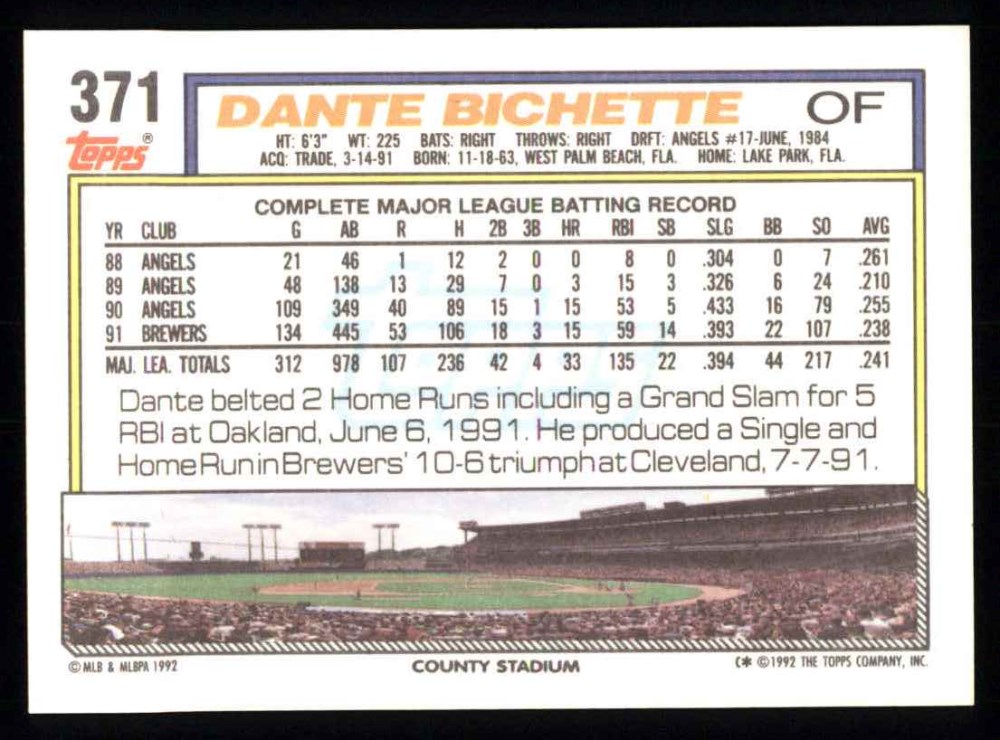 371
Topps®
DANTE BICHETTE OF
HT: 6'3" WT: 225 BATS: RIGHT THROWS: RIGHT DRFT: ANGELS #17-JUNE, 1984
ACQ: TRADE, 3-14-91 BORN: 11-18-63, WEST PALM BEACH, FLA. HOME: LAKE PARK, FLA.
COMPLETE MAJOR LEAGUE BATTING RECORD
YR CLUB G AB R H 2B 3B HR RBI SB SLG BB SO AVG
88 ANGELS 21 46 1 12 2 0 0 8 0 .304 0 7 .261
89 ANGELS 48 138 13 29 7 0 3 15 3 .326 6 24 .210
90 ANGELS 109 349 40 89 15 1 15 53 5 .433 16 79 .255
91 BREWERS 134 445 53 106 18 3 15 59 14 .393 22 107 .238
MAJ. LEA. TOTALS 312 978 107 236 42 4 33 135 22 .394 44 217 .241
Dante belted 2 Home Runs including a Grand Slam for 5
RBI at Oakland, June 6, 1991. He produced a Single and
Home Run in Brewers' 10-6 triumph at Cleveland, 7-7-91.
© MLB & MLBPA 1992
COUNTY STADIUM
C* © 1992 THE TOPPS COMPANY, INC.